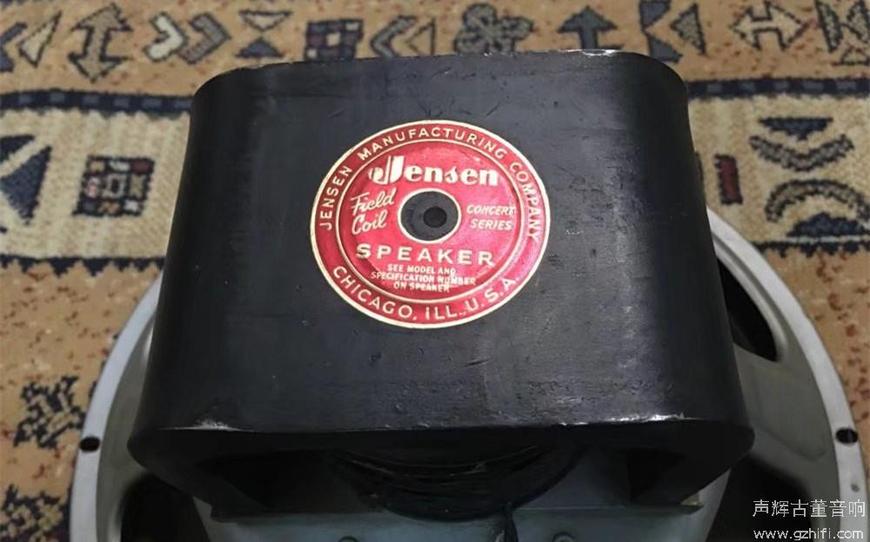 JENSEN MANUFACTURING COMPANY
Jensen
Field
Coil
CONCERT
SERIES
SPEAKER
SEE MODEL AND
SPECIFICATION NUMBER
ON SPEAKER
CHICAGO, ILL., U.S.A.
声辉古董音响
www.gzhifi.com